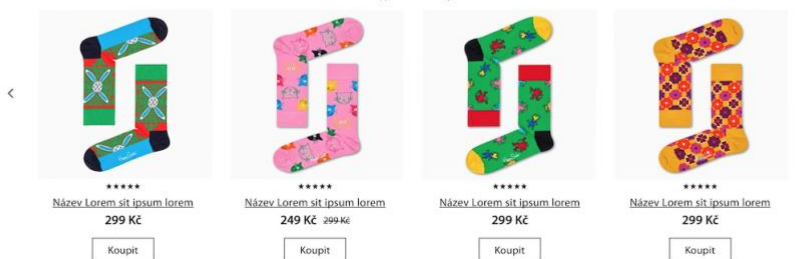 ★★★★★ ★★★★★ ★★★★★ ★★★★★
Název Lorem sit ipsum lorem Název Lorem sit ipsum lorem Název Lorem sit ipsum lorem Název Lorem sit ipsum lorem
299 Kč 249 Kč 299 Kč 299 Kč 299 Kč
Koupit Koupit Koupit Koupit